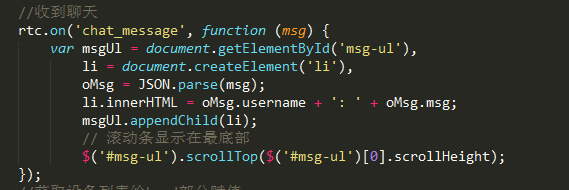 //收到聊天
rtc.on('chat_message', function (msg) {
    var msgUl = document.getElementById('msg-ul'),
        li = document.createElement('li'),
        oMsg = JSON.parse(msg);
        li.innerHTML = oMsg.username + ': ' + oMsg.msg;
        msgUl.appendChild(li);
        // 滚动条显示在最底部
        $('#msg-ul').scrollTop($('#msg-ul')[0].scrollHeight);
});